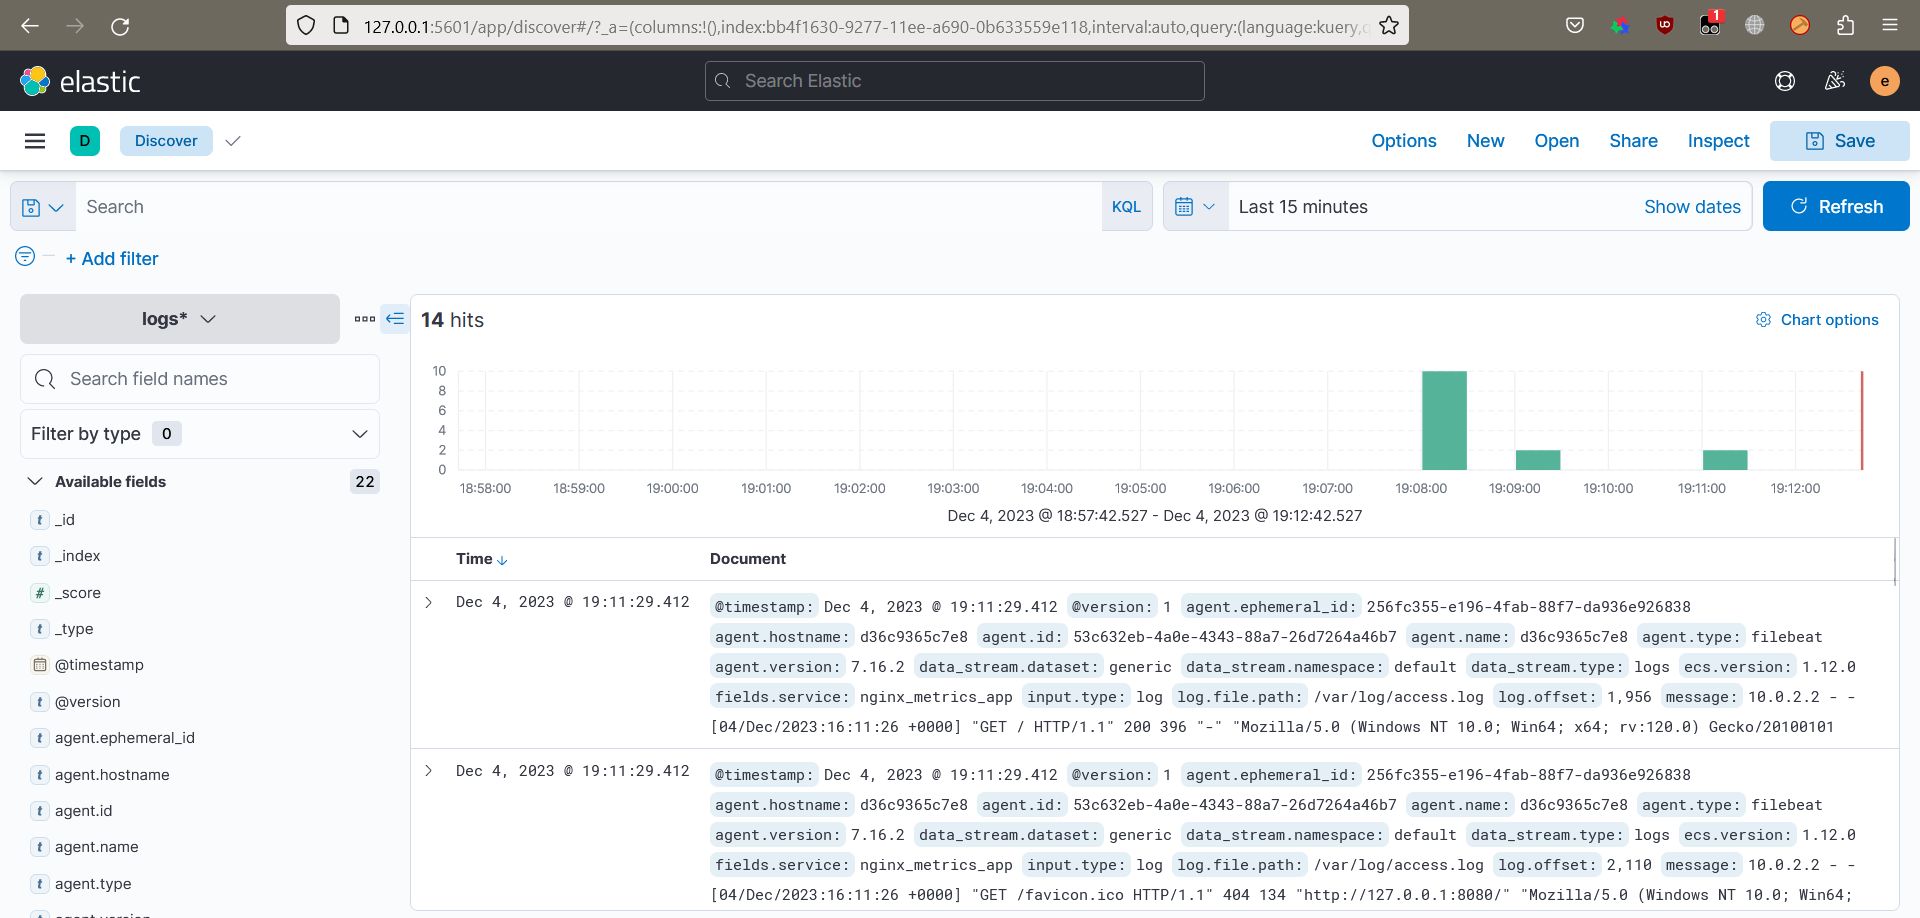 127.0.0.1:5601/app/discover#/?_a=(columns:!(),index:bb4f1630-9277-11ee-a690-0b633559e118,interval:auto,query:(language:kuery,q
1
elastic
Search Elastic
e
D
Discover
Options
New
Open
Share
Inspect
Save
Search
KQL
Last 15 minutes
Show dates
Refresh
+ Add filter
logs*
14 hits
Chart options
Search field names
Filter by type 0
Available fields 22
t _id
t _index
# _score
t _type
@timestamp
t @version
t agent.ephemeral_id
t agent.hostname
t agent.id
t agent.name
t agent.type
agent.version
10
8
6
4
2
0
18:58:00 18:59:00 19:00:00 19:01:00 19:02:00 19:03:00 19:04:00 19:05:00 19:06:00 19:07:00 19:08:00 19:09:00 19:10:00 19:11:00 19:12:00
Dec 4, 2023 @ 18:57:42.527 - Dec 4, 2023 @ 19:12:42.527
Time Document
Dec 4, 2023 @ 19:11:29.412
@timestamp: Dec 4, 2023 @ 19:11:29.412 @version: 1 agent.ephemeral_id: 256fc355-e196-4fab-88f7-da936e926838
agent.hostname: d36c9365c7e8 agent.id: 53c632eb-4a0e-4343-88a7-26d7264a46b7 agent.name: d36c9365c7e8 agent.type: filebeat
agent.version: 7.16.2 data_stream.dataset: generic data_stream.namespace: default data_stream.type: logs ecs.version: 1.12.0
fields.service: nginx_metrics_app input.type: log log.file.path: /var/log/access.log log.offset: 1,956 message: 10.0.2.2 - -
[04/Dec/2023:16:11:26 +0000] "GET / HTTP/1.1" 200 396 "-" "Mozilla/5.0 (Windows NT 10.0; Win64; x64; rv:120.0) Gecko/20100101
Dec 4, 2023 @ 19:11:29.412
@timestamp: Dec 4, 2023 @ 19:11:29.412 @version: 1 agent.ephemeral_id: 256fc355-e196-4fab-88f7-da936e926838
agent.hostname: d36c9365c7e8 agent.id: 53c632eb-4a0e-4343-88a7-26d7264a46b7 agent.name: d36c9365c7e8 agent.type: filebeat
agent.version: 7.16.2 data_stream.dataset: generic data_stream.namespace: default data_stream.type: logs ecs.version: 1.12.0
fields.service: nginx_metrics_app input.type: log log.file.path: /var/log/access.log log.offset: 2,110 message: 10.0.2.2 - -
[04/Dec/2023:16:11:26 +0000] "GET /favicon.ico HTTP/1.1" 404 134 "http://127.0.0.1:8080/" "Mozilla/5.0 (Windows NT 10.0; Win64;